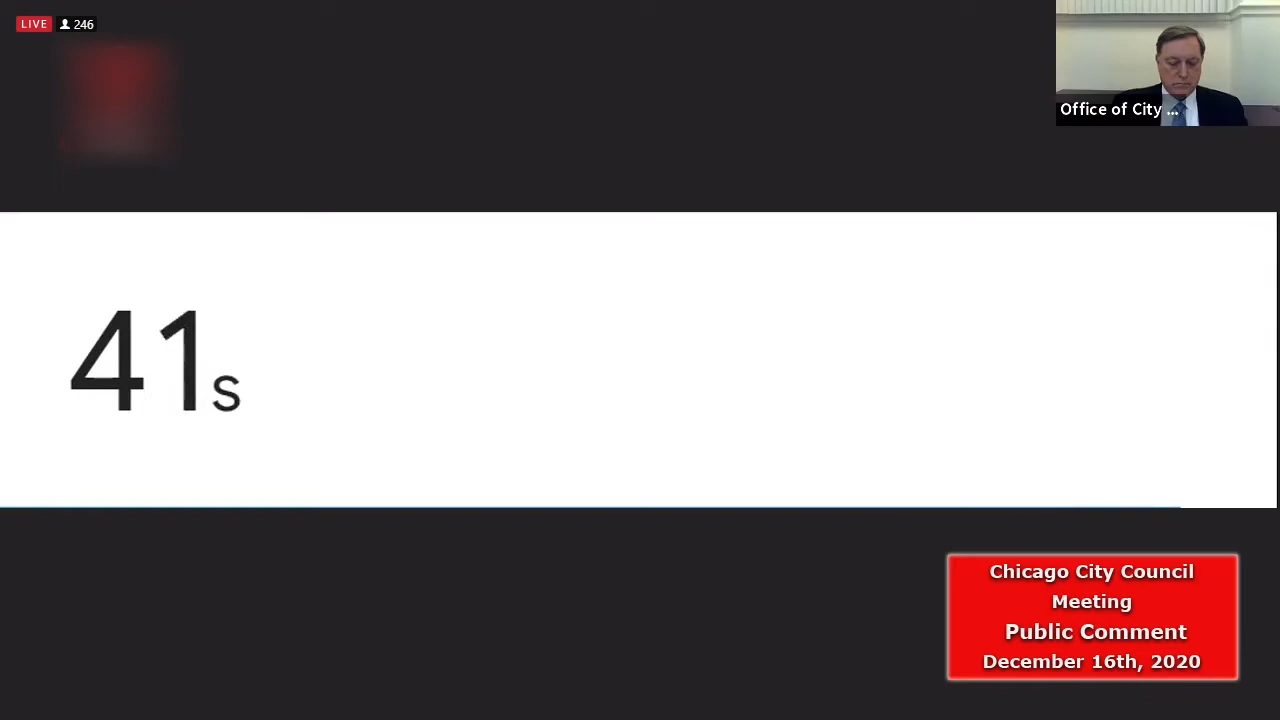 LIVE 246
Office of City ...
41s
Chicago City Council
Meeting
Public Comment
December 16th, 2020